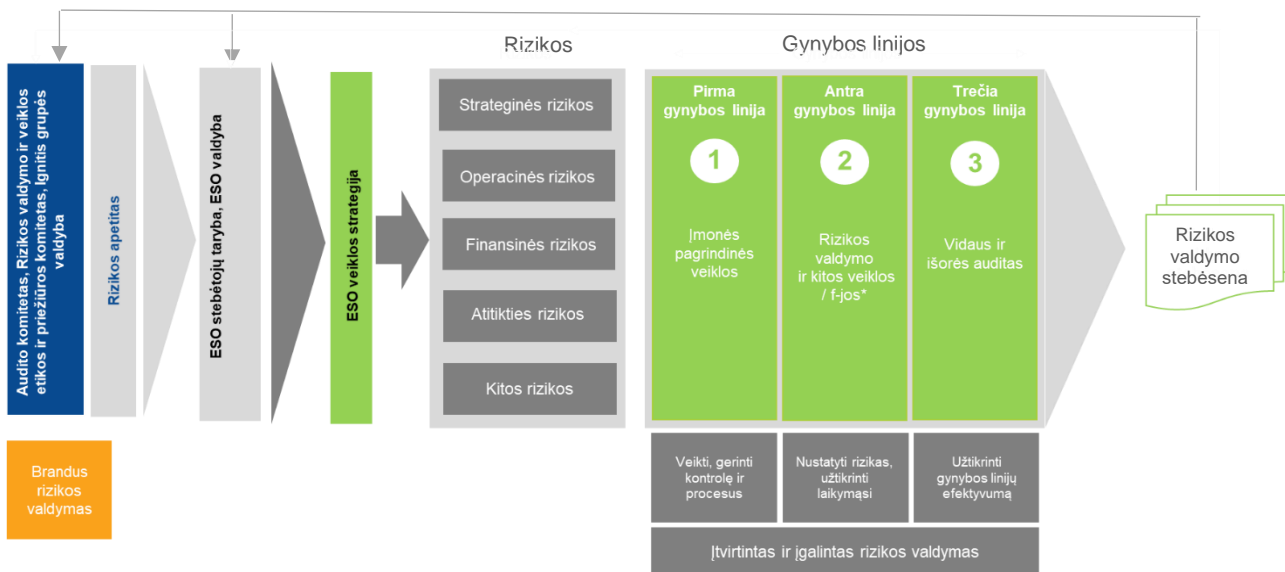 Rizikos
Gynybos linijos
Audito komitetas, Rizikos valdymo ir veiklos
etikos ir priežiūros komitetas, Ignitis grupės
valdyba
Rizikos apetitas
ESO stebėtojų taryba, ESO valdyba
ESO veiklos strategija
Strateginės rizikos
Operacinės rizikos
Finansinės rizikos
Atitikties rizikos
Kitos rizikos
Pirma
gynybos linija
1
Įmonės
pagrindinės
veiklos
Antra
gynybos linija
2
Rizikos
valdymo
ir kitos veiklos
/ f-jos*
Trečia
gynybos linija
3
Vidaus ir
išorės auditas
Rizikos
valdymo
stebėsena
Brandus
rizikos
valdymas
Veikti, gerinti
kontrolę ir
procesus
Nustatyti rizikas,
užtikrinti
laikymąsi
Užtikrinti
gynybos linijų
efektyvumą
Įtvirtintas ir įgalintas rizikos valdymas